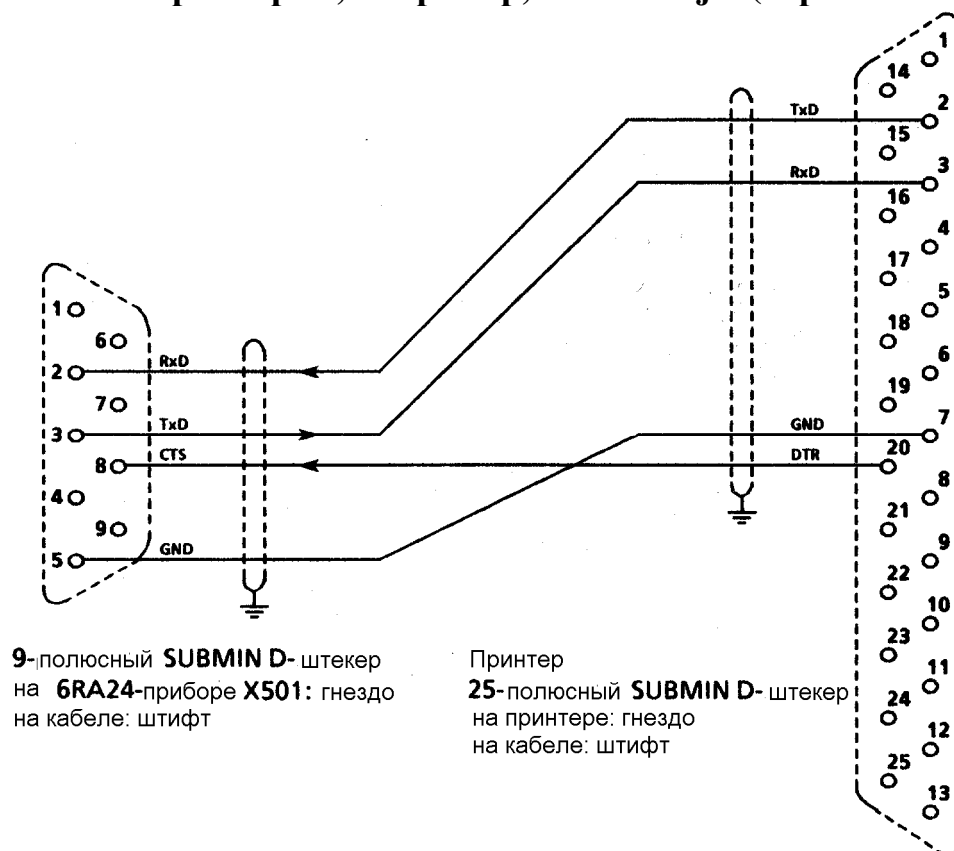 1
14
2
TxD
15
3
RxD
16
4
17
5
1
18
6
6
RxD
2
19
7
7
GND
TxD
3
20
CTS
8
DTR
8
4
21
9
9
GND
5
22
10
23
11
24
12
25
13
9-полюсный SUBMIN D- штекер
на 6RA24-приборе X501: гнездо
на кабеле: штифт
Принтер
25-полюсный SUBMIN D- штекер
на принтере: гнездо
на кабеле: штифт